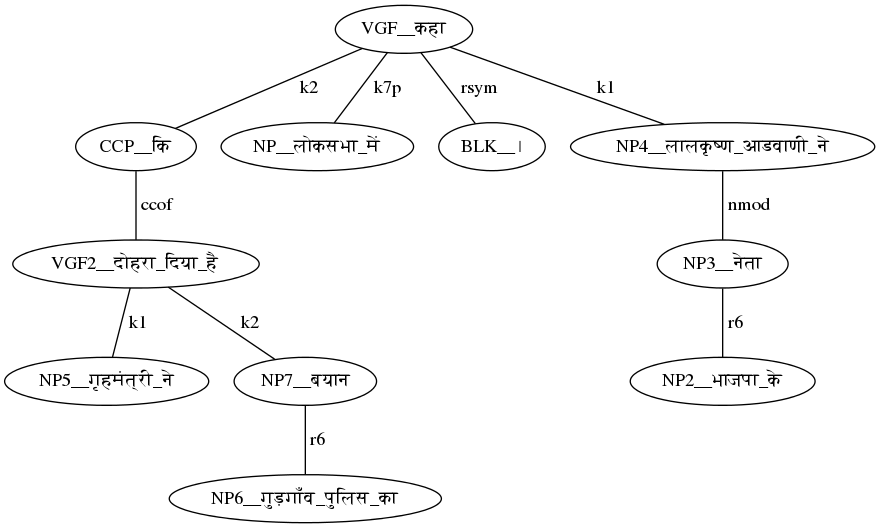 VGF__कहा
k2
k7p
rsym
k1
CCP__कि
NP__लोकसभा_में
BLK__।
NP4__लालकृष्ण_आडवाणी_ने
ccof
nmod
VGF2__दोहरा_दिया_है
NP3__नेता
k1
k2
r6
NP5__गृहमंत्री_ने
NP7__बयान
NP2__भाजपा_के
r6
NP6__गुड़गाँव_पुलिस_का